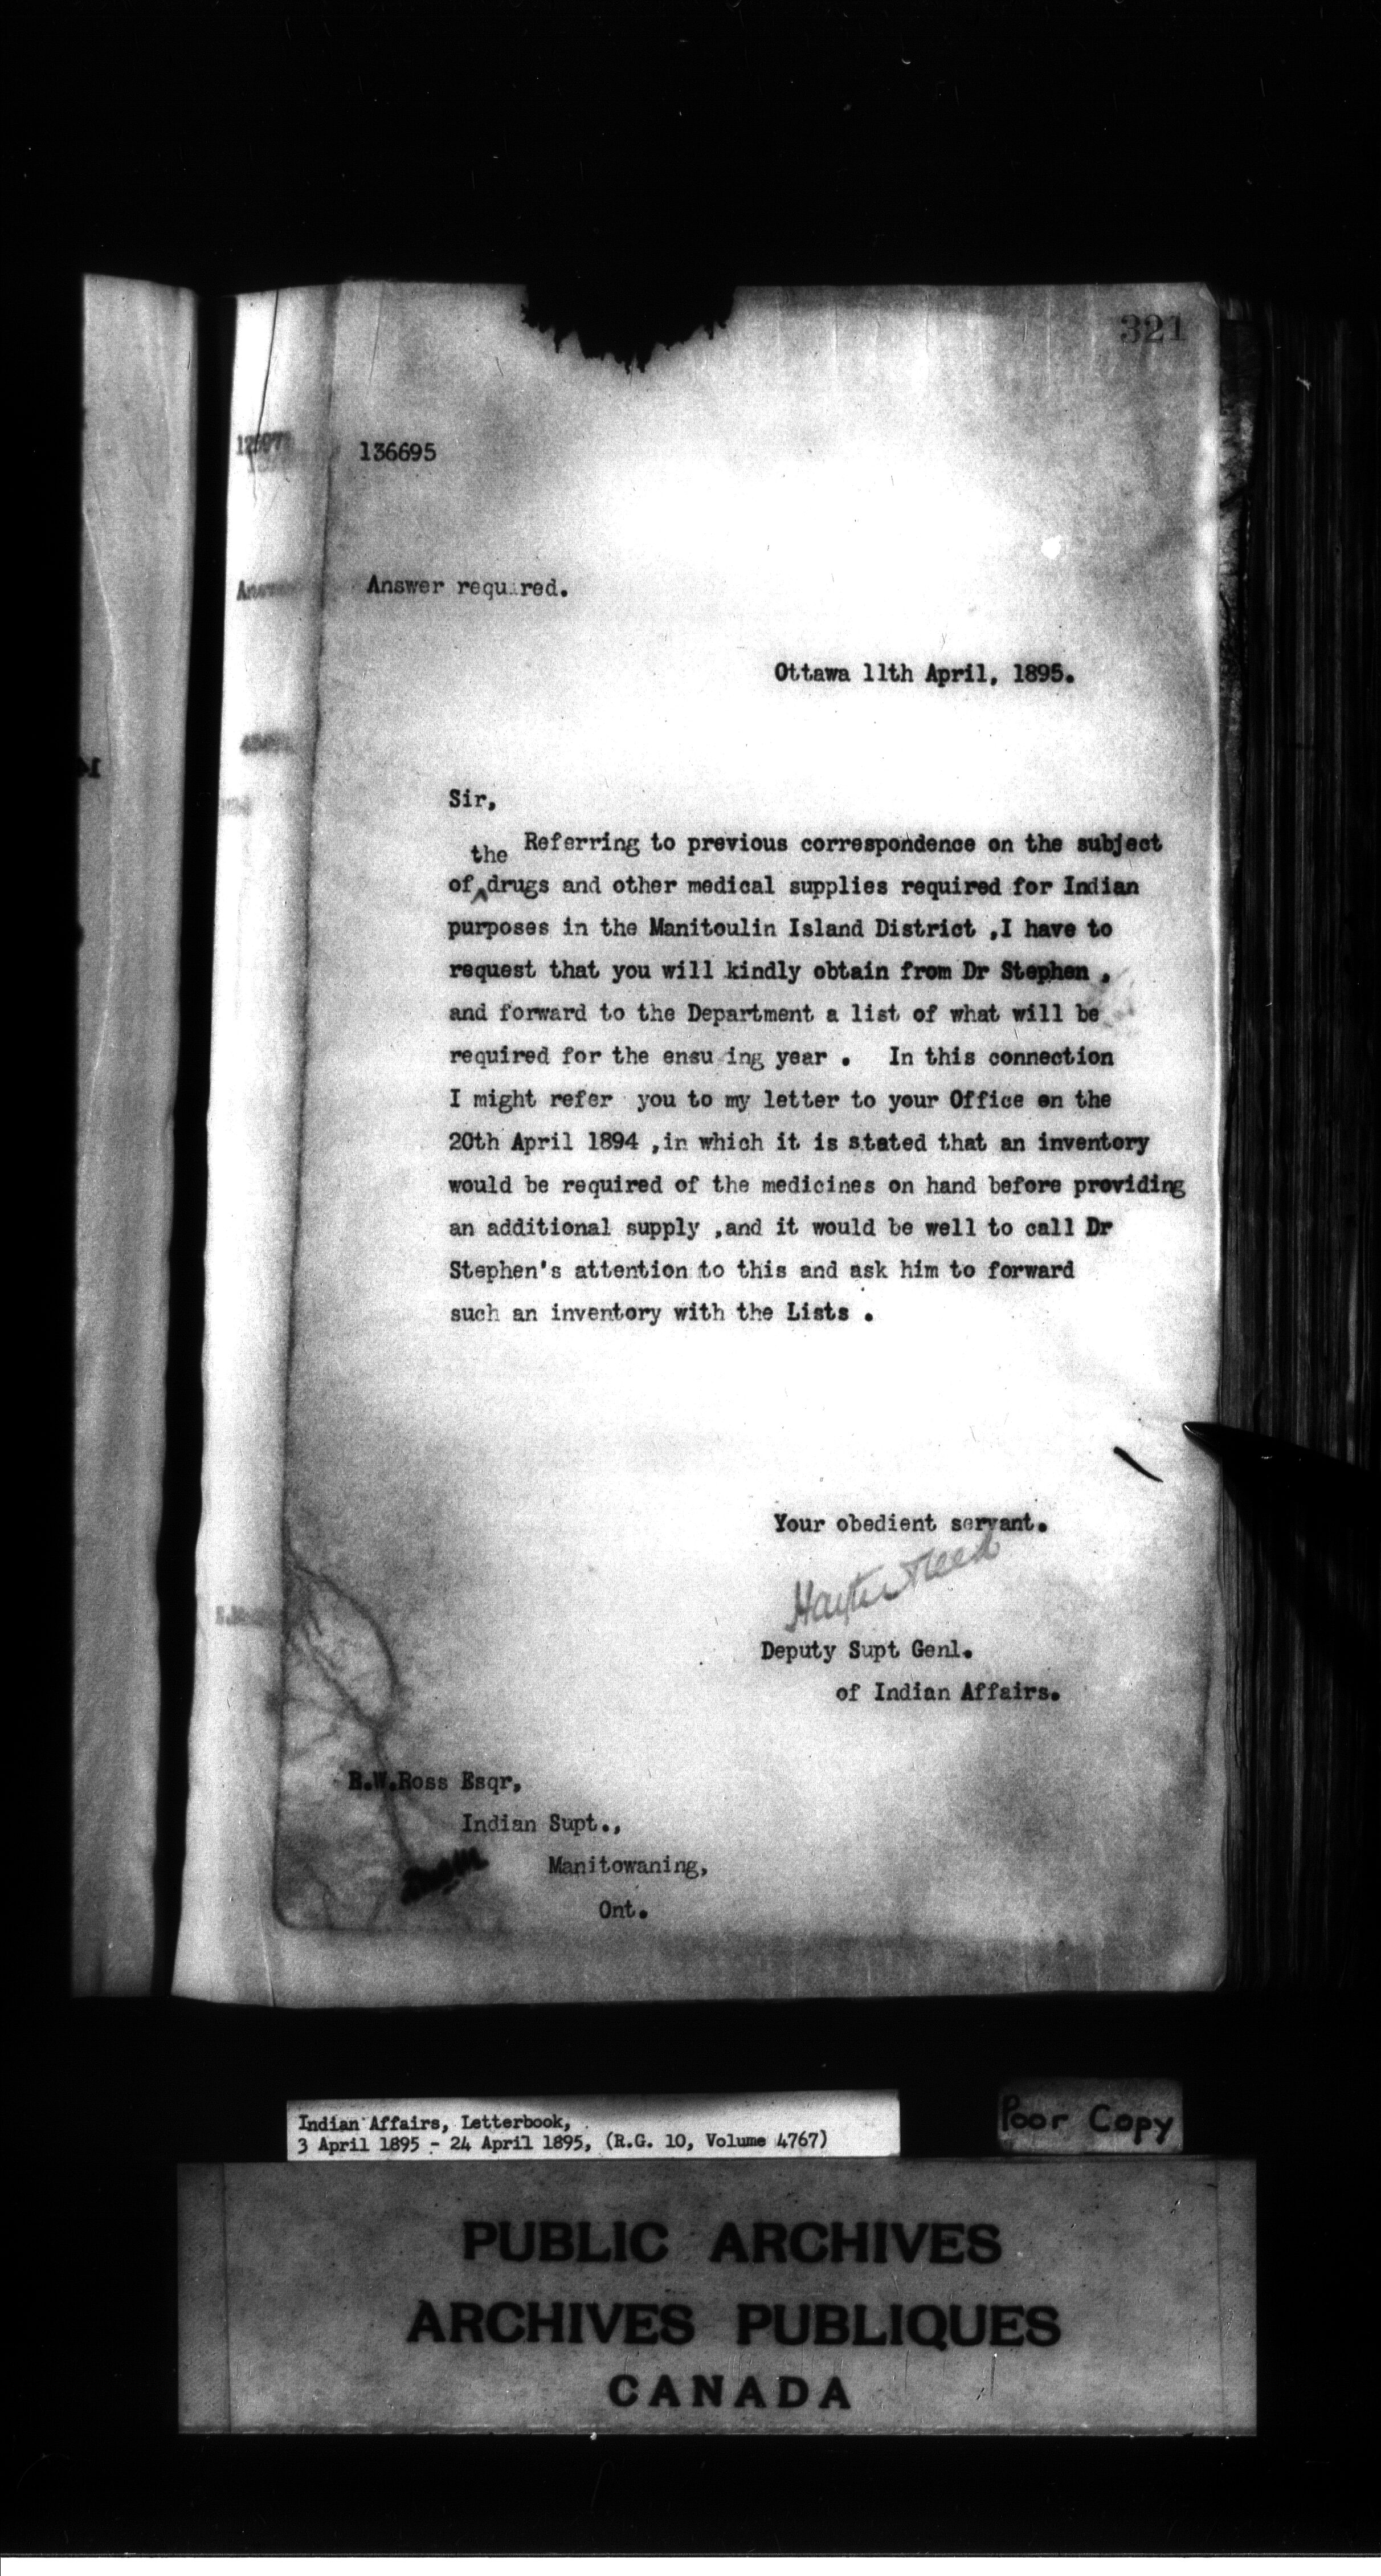 321
136695
Answer required.
Ottawa 11th April, 1895.
Sir,
the Referring to previous correspondence on the subject
of drugs and other medical supplies required for Indian
purposes in the Manitoulin Island District ,I have to
request that you will kindly obtain from Dr Stephen ,
and forward to the Department a list of what will be
required for the ensuing year . In this connection
I might refer you to my letter to your Office on the
20th April 1894 ,in which it is stated that an inventory
would be required of the medicines on hand before providing
an additional supply ,and it would be well to call Dr
Stephen's attention to this and ask him to forward
such an inventory with the Lists .
Your obedient servant.
Hayter Reed
Deputy Supt Genl.
of Indian Affairs.
B.W.Ross Esqr,
Indian Supt.,
Manitowaning,
Ont.
Indian Affairs, Letterbook,
3 April 1895 - 24 April 1895, (R.G. 10, Volume 4767)
Poor Copy
PUBLIC ARCHIVES
ARCHIVES PUBLIQUES
CANADA